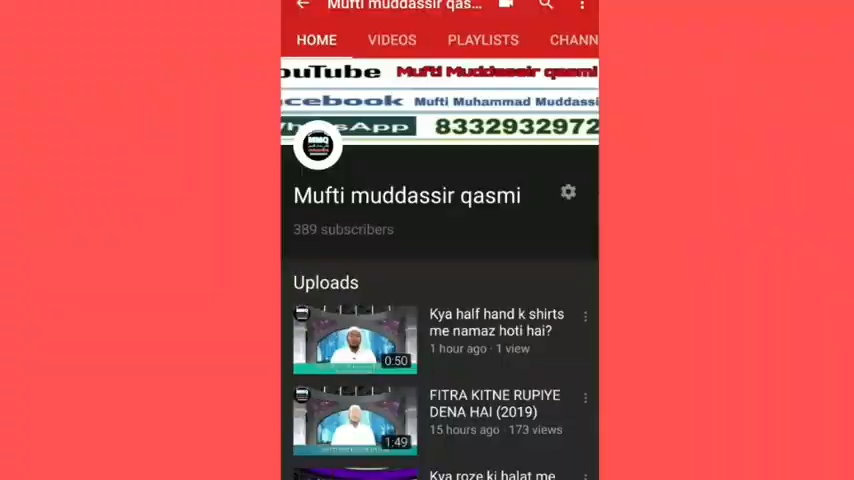 Mufti muddassir qas...
HOME VIDEOS PLAYLISTS CHANN
ouTube Mufti Muddassir qasmi
cebook Mufti Muhammad Muddassi
WhatsApp 8332932972
MMQ
Mufti muddassir qasmi
389 subscribers
Uploads
Kya half hand k shirts
me namaz hoti hai?
1 hour ago · 1 view
0:50
FITRA KITNE RUPIYE
DENA HAI (2019)
15 hours ago · 173 views
1:49
Kya roze ki halat me